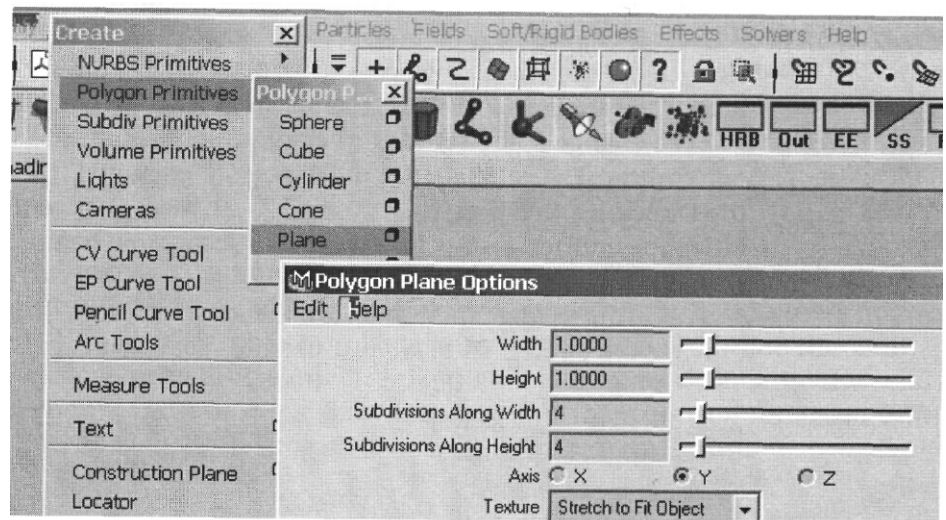 Create
Particles Fields Soft/Rigid Bodies Effects Solvers Help
NURBS Primitives
Polygon Primitives
Subdiv Primitives
Volume Primitives
Lights
Cameras
CV Curve Tool
EP Curve Tool
Pencil Curve Tool
Arc Tools
Measure Tools
Text
Construction Plane
Locator
Polygon P...
Sphere
Cube
Cylinder
Cone
Plane
?
HRB Out EE SS
Polygon Plane Options
Edit Help
Width 1.0000
Height 1.0000
Subdivisions Along Width 4
Subdivisions Along Height 4
Axis X Y Z
Texture Stretch to Fit Object